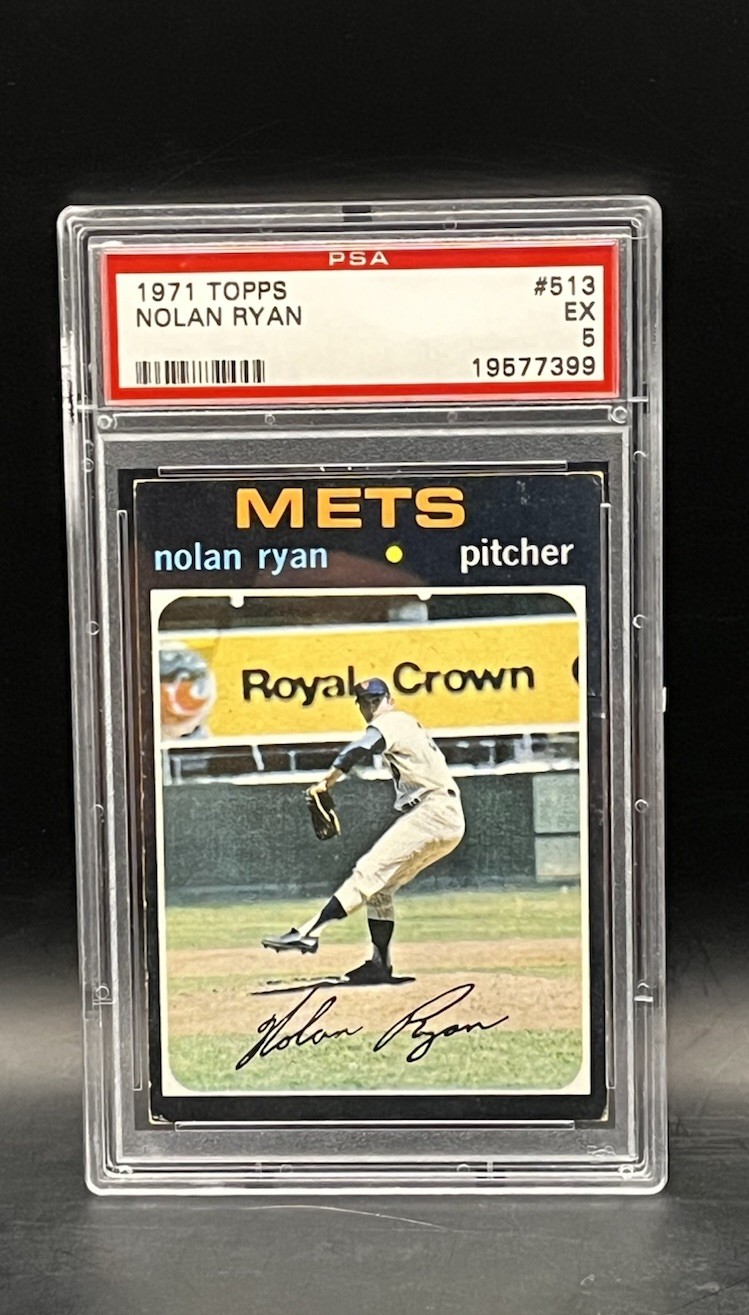 PSA
1971 TOPPS #513
NOLAN RYAN EX
5
19577399
METS
nolan ryan pitcher
Royal Crown
Nolan Ryan